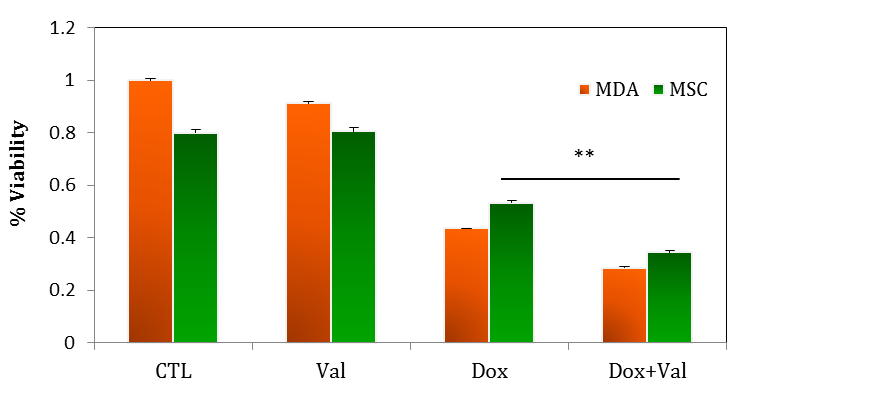 1.2
1
0.8
0.6
0.4
0.2
0
% Viability
MDA MSC
**
CTL Val Dox Dox+Val